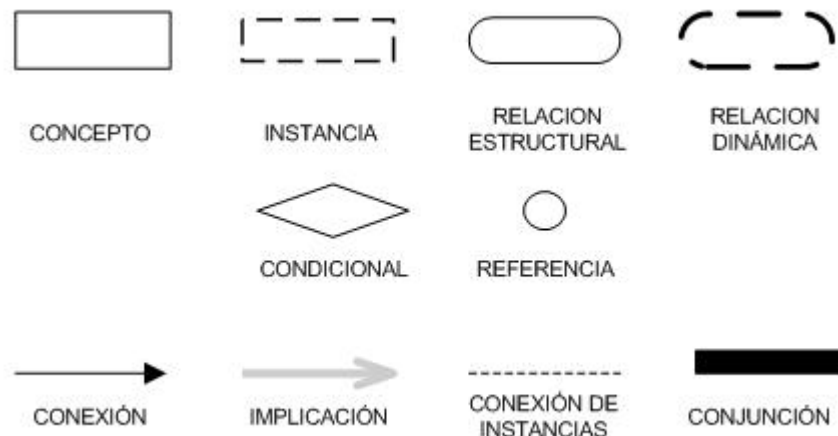 CONCEPTO
INSTANCIA
RELACION
ESTRUCTURAL
RELACION
DINÁMICA
CONDICIONAL
REFERENCIA
CONEXIÓN
IMPLICACIÓN
CONEXIÓN DE
INSTANCIAS
CONJUNCIÓN